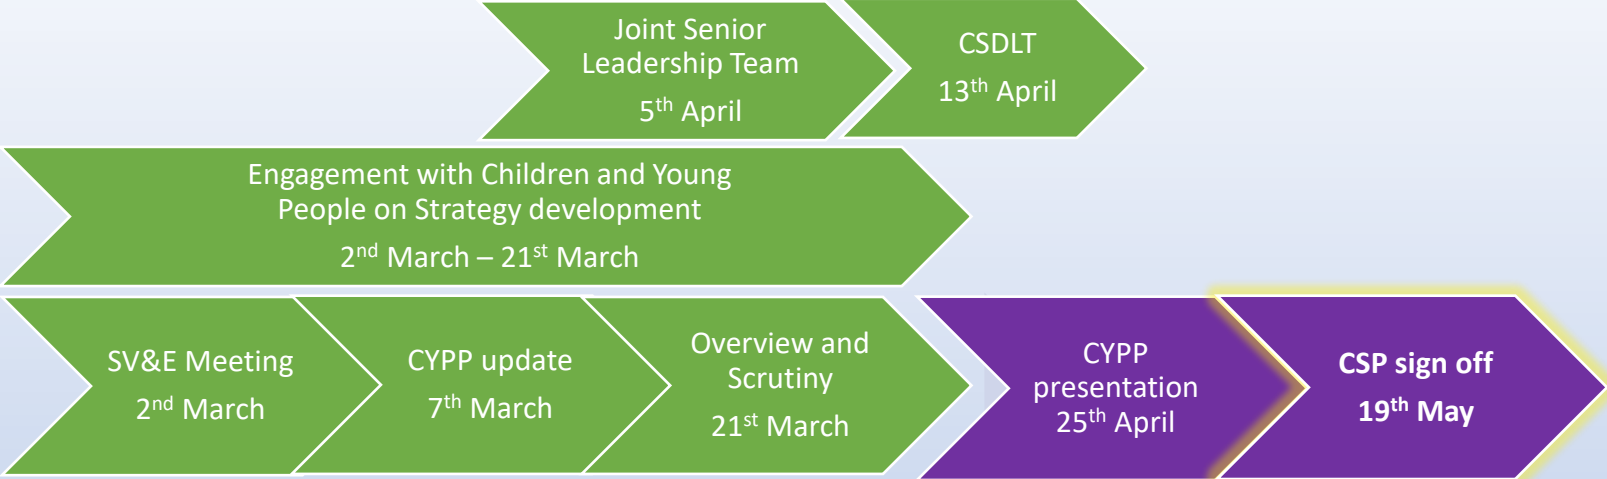 Joint Senior
Leadership Team
5th April
CSDLT
13th April
Engagement with Children and Young
People on Strategy development
2nd March – 21st March
SV&E Meeting
2nd March
CYPP update
7th March
Overview and
Scrutiny
21st March
CYPP
presentation
25th April
CSP sign off
19th May